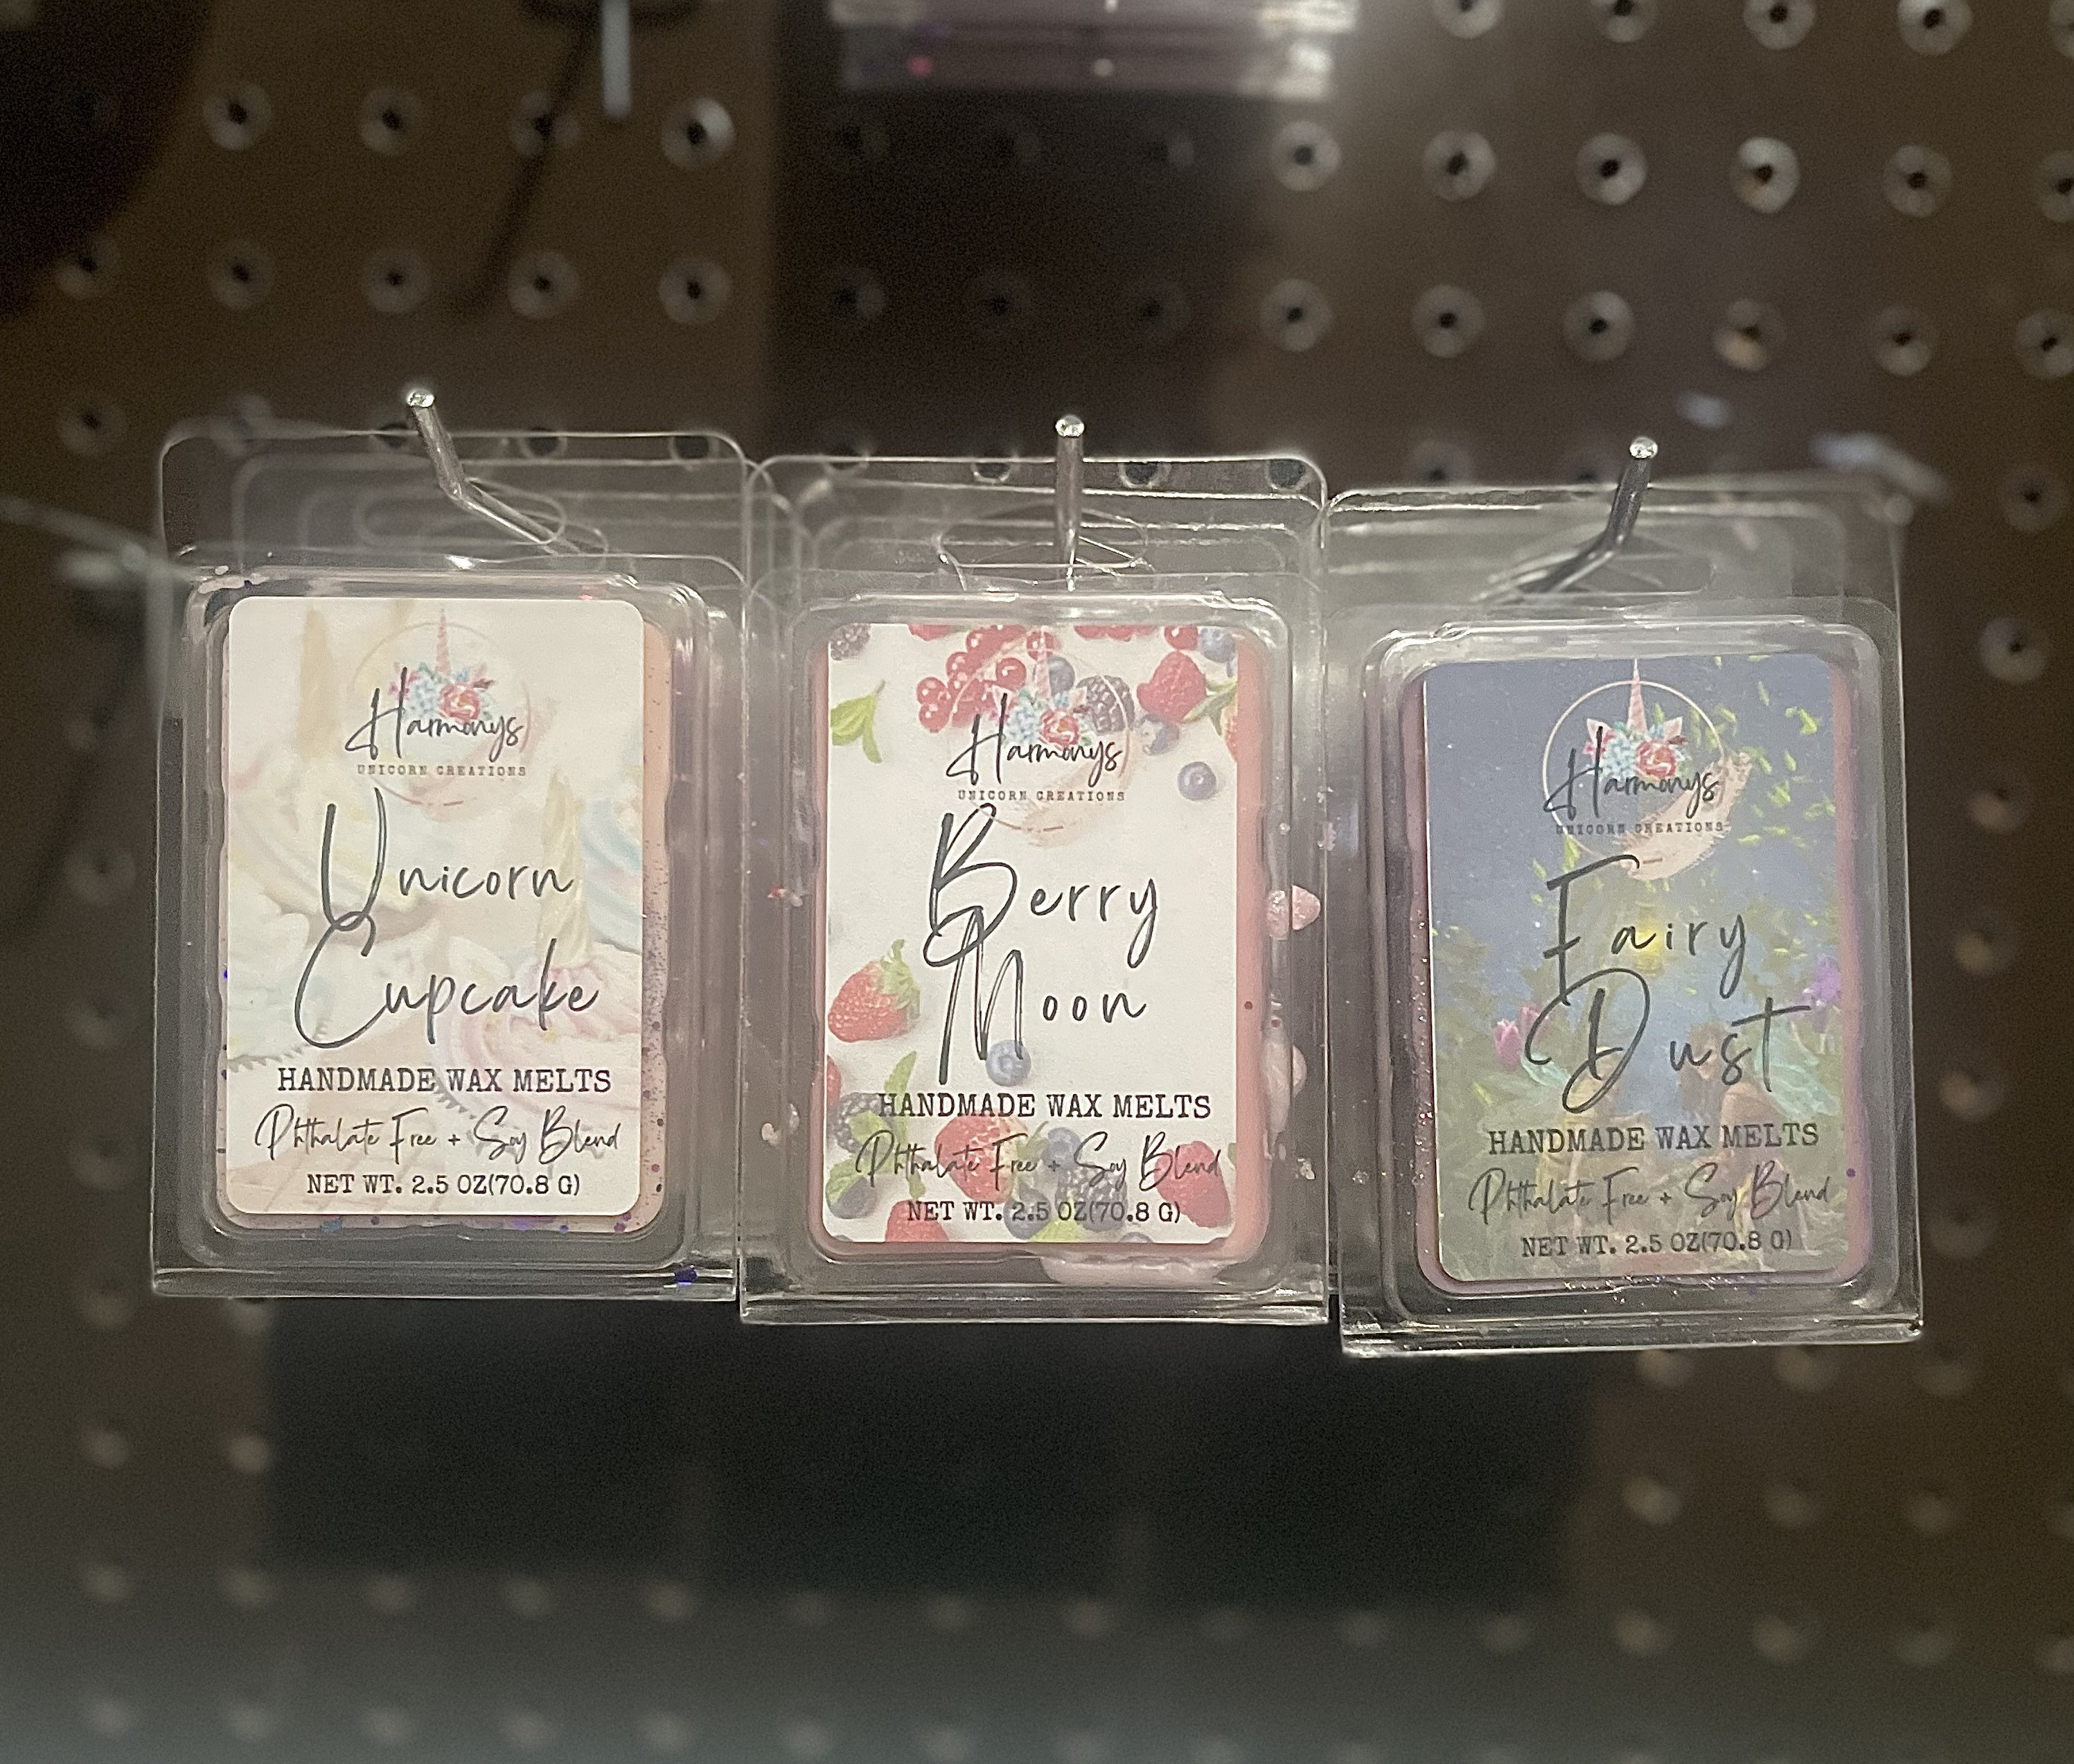 Harmonys
UNICORN CREATIONS
Unicorn
Cupcake
HANDMADE WAX MELTS
Phthalate Free + Soy Blend
NET WT. 2.5 OZ(70.8 G)
Harmonys
UNICORN CREATIONS
Berry
Moon
HANDMADE WAX MELTS
Phthalate Free + Soy Blend
NET WT. 2.5 OZ(70.8 G)
Harmonys
UNICORN CREATIONS
Fairy
Dust
HANDMADE WAX MELTS
Phthalate Free + Soy Blend
NET WT. 2.5 OZ(70.8 G)